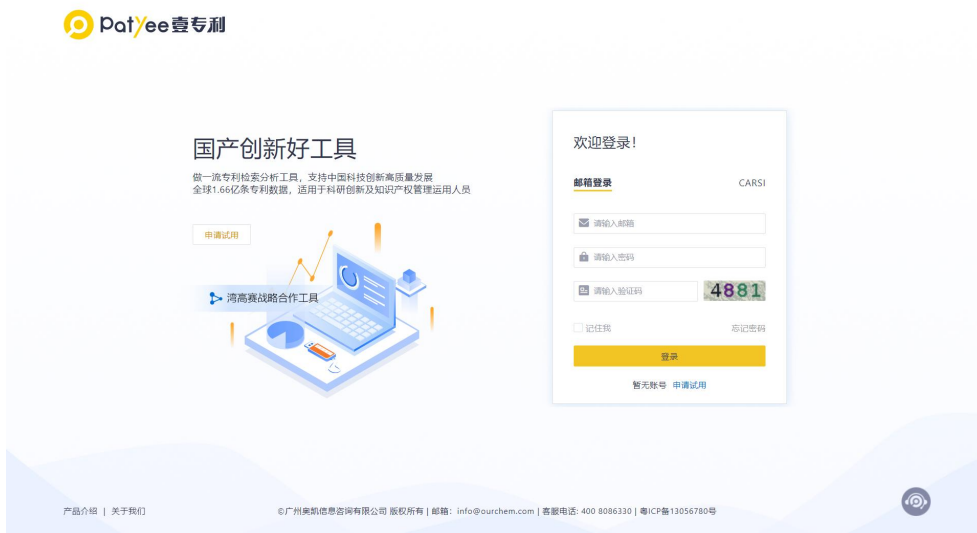 Patyee壹专利
国产创新好工具
做一流专利检索分析工具，支持中国科技创新高质量发展
全球1.66亿条专利数据，适用于科研创新及知识产权管理运用人员
申请试用
湾高赛战略合作工具
欢迎登录！
邮箱登录 CARSI
请输入邮箱
请输入密码
请输入验证码 4881
记住我 忘记密码
登录
暂无账号 申请试用
产品介绍 | 关于我们 ©广州奥凯信息咨询有限公司 版权所有 | 邮箱：info@ourchem.com | 客服电话: 400 8086330 | 粤ICP备13056780号